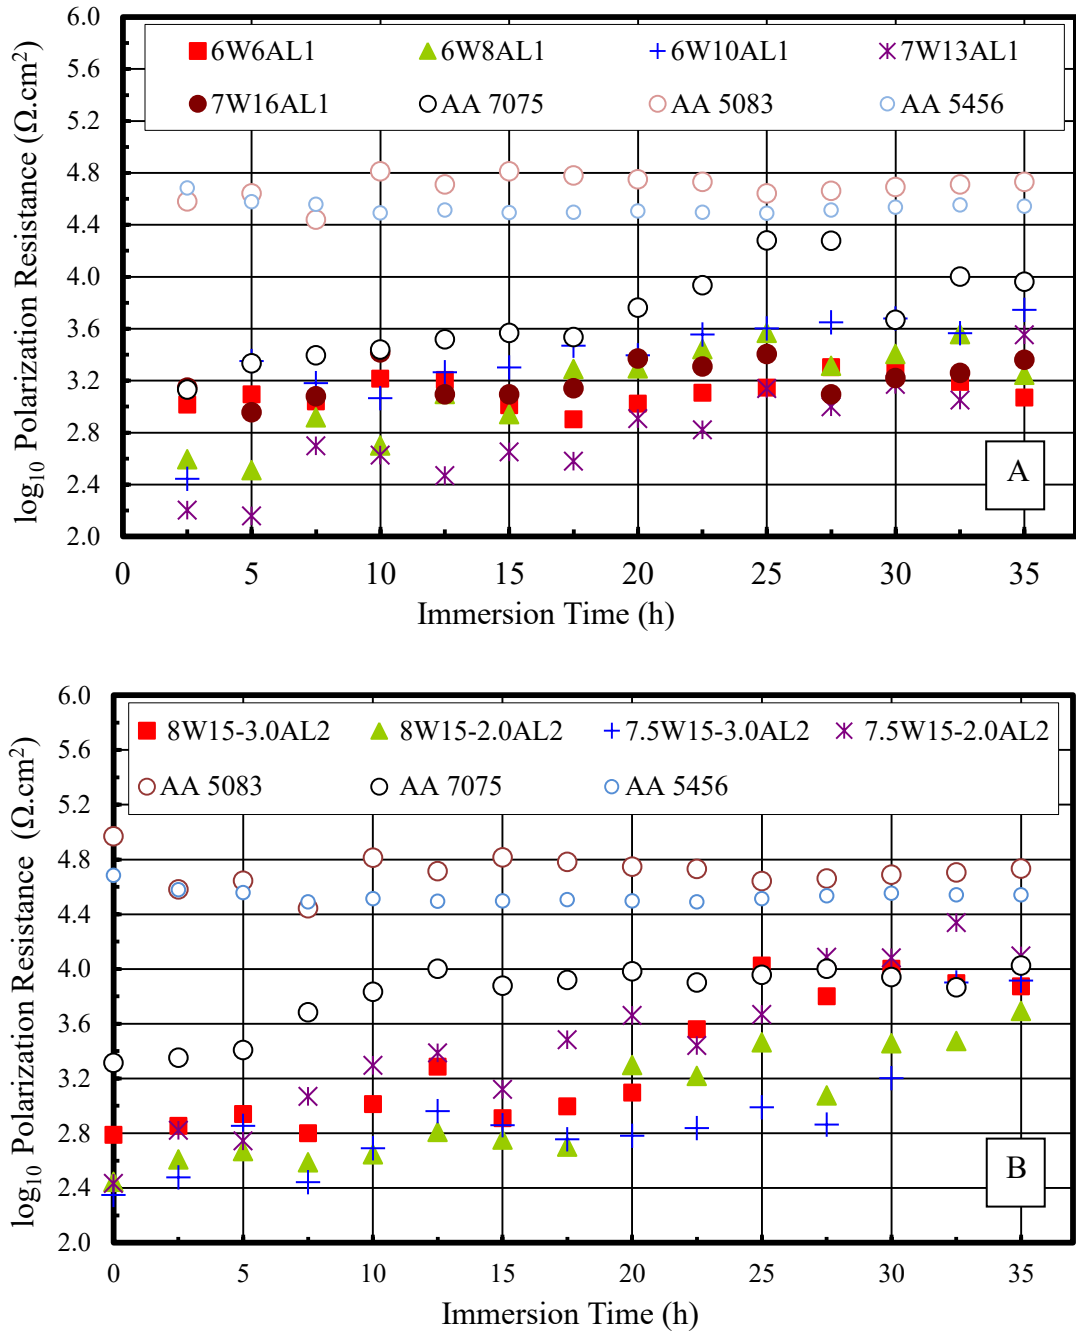 6.0
5.6
5.2
4.8
4.4
4.0
3.6
3.2
2.8
2.4
2.0
log₁₀ Polarization Resistance (Ω.cm²)
6W6AL1 6W8AL1 6W10AL1 7W13AL1
7W16AL1 AA 7075 AA 5083 AA 5456
A
0 5 10 15 20 25 30 35
Immersion Time (h)
6.0
5.6
5.2
4.8
4.4
4.0
3.6
3.2
2.8
2.4
2.0
log₁₀ Polarization Resistance (Ω.cm²)
8W15-3.0AL2 8W15-2.0AL2 7.5W15-3.0AL2 7.5W15-2.0AL2
AA 5083 AA 7075 AA 5456
B
0 5 10 15 20 25 30 35
Immersion Time (h)